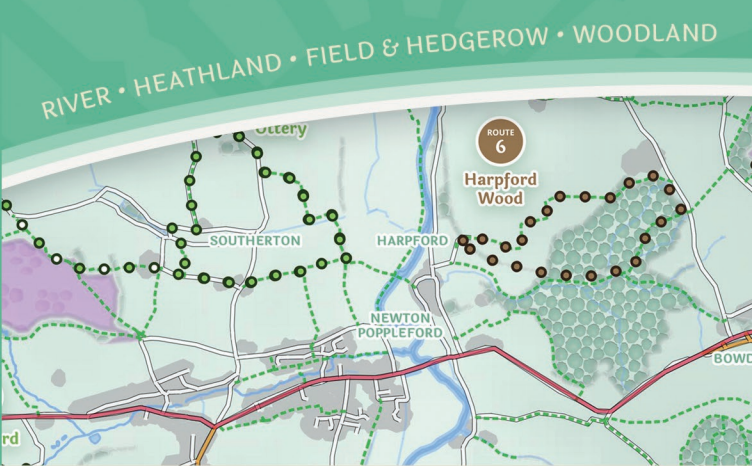 RIVER • HEATHLAND • FIELD & HEDGEROW • WOODLAND
Ottery
ROUTE
6
Harpford
Wood
SOUTHERTON
HARPFORD
NEWTON
POPPLEFORD
BOWD
rd